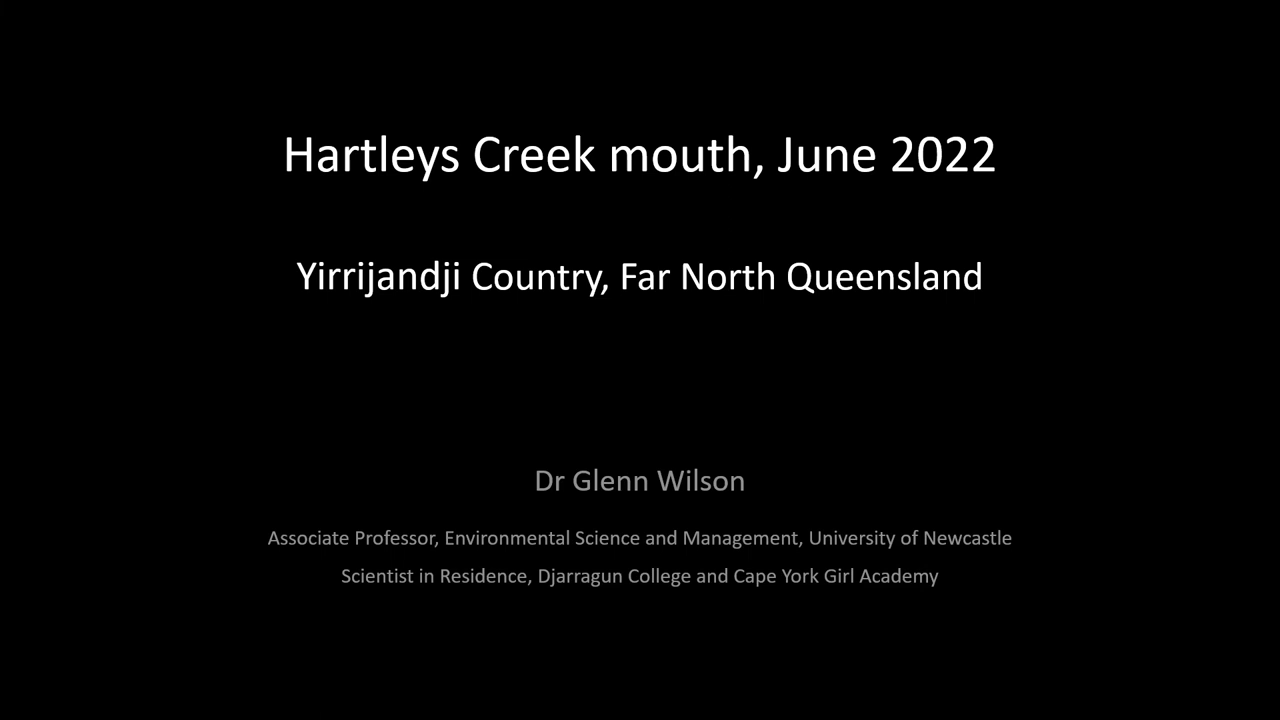 Hartleys Creek mouth, June 2022
Yirrijandji Country, Far North Queensland
Dr Glenn Wilson
Associate Professor, Environmental Science and Management, University of Newcastle
Scientist in Residence, Djarragun College and Cape York Girl Academy